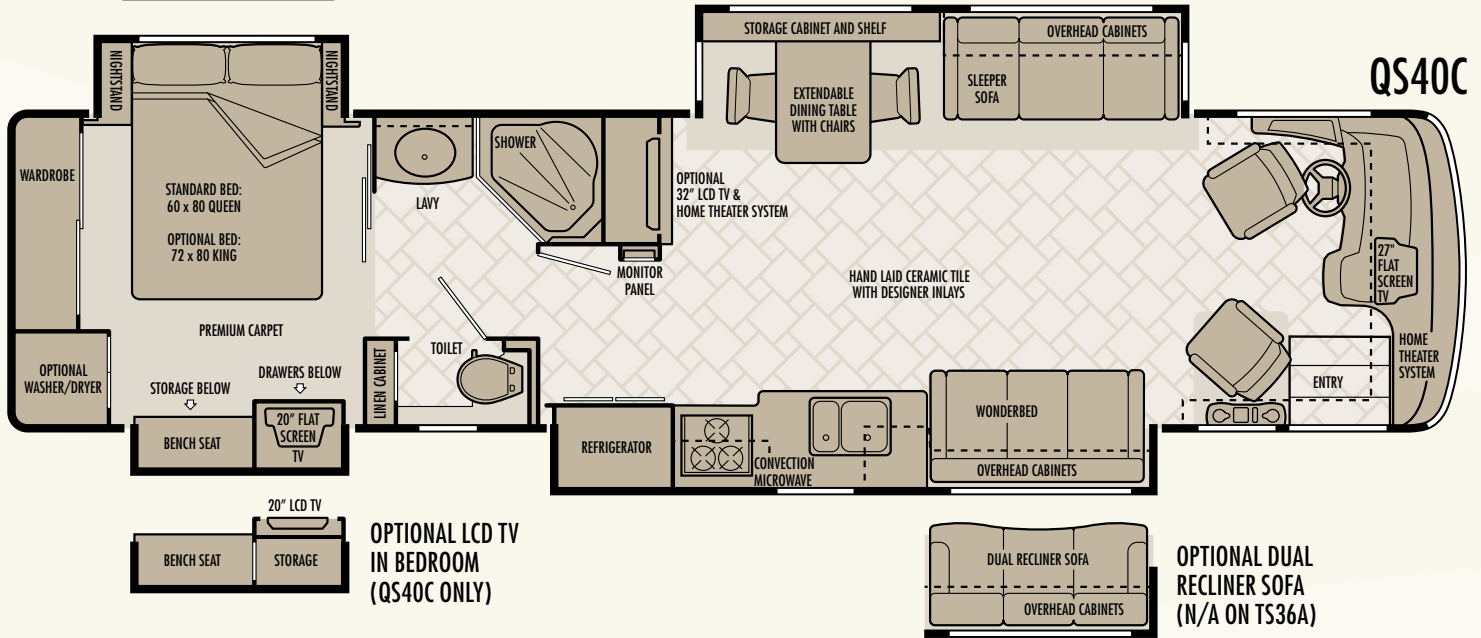 QS40C
STORAGE CABINET AND SHELF
OVERHEAD CABINETS
SLEEPER
SOFA
EXTENDABLE
DINING TABLE
WITH CHAIRS
NIGHTSTAND
NIGHTSTAND
WARDROBE
STANDARD BED:
60 x 80 QUEEN
OPTIONAL BED:
72 x 80 KING
LAVY
SHOWER
OPTIONAL
32" LCD TV &
HOME THEATER SYSTEM
MONITOR
PANEL
HAND LAID CERAMIC TILE
WITH DESIGNER INLAYS
27"
FLAT
SCREEN
TV
HOME
THEATER
SYSTEM
ENTRY
PREMIUM CARPET
OPTIONAL
WASHER/DRYER
STORAGE BELOW
DRAWERS BELOW
BENCH SEAT
20" FLAT
SCREEN
TV
LINEN CABINET
TOILET
REFRIGERATOR
CONVECTION
MICROWAVE
WONDERBED
OVERHEAD CABINETS
20" LCD TV
BENCH SEAT
STORAGE
OPTIONAL LCD TV
IN BEDROOM
(QS40C ONLY)
DUAL RECLINER SOFA
OVERHEAD CABINETS
OPTIONAL DUAL
RECLINER SOFA
(N/A ON TS36A)